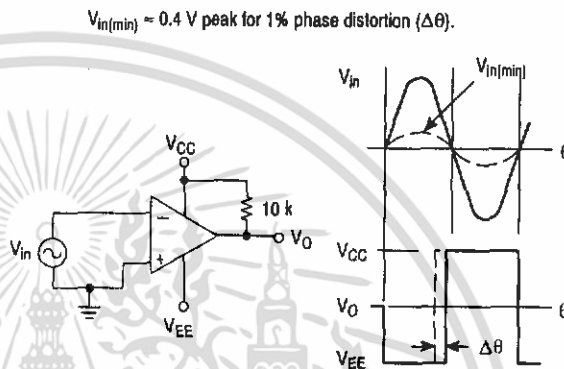 V_in(min) ≈ 0.4 V peak for 1% phase distortion (Δθ).
V_in
V_in(min)
θ
V_CC
10 k
−
+
V_O
V_in
V_EE
V_CC
V_O
θ
V_EE
Δθ